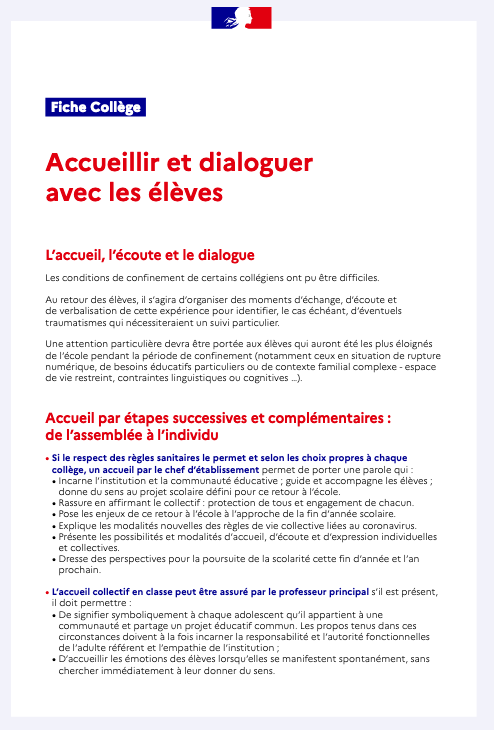 Fiche Collège
Accueillir et dialoguer
avec les élèves
L'accueil, l'écoute et le dialogue
Les conditions de confinement de certains collégiens ont pu être difficiles.
Au retour des élèves, il s'agira d'organiser des moments d'échange, d'écoute et
de verbalisation de cette expérience pour identifier, le cas échéant, d'éventuels
traumatismes qui nécessiteraient un suivi particulier.
Une attention particulière devra être portée aux élèves qui auront été les plus éloignés
de l'école pendant la période de confinement (notamment ceux en situation de rupture
numérique, de besoins éducatifs particuliers ou de contexte familial complexe - espace
de vie restreint, contraintes linguistiques ou cognitives …).
Accueil par étapes successives et complémentaires :
de l'assemblée à l'individu
• Si le respect des règles sanitaires le permet et selon les choix propres à chaque
collège, un accueil par le chef d'établissement permet de porter une parole qui :
• Incarne l'institution et la communauté éducative ; guide et accompagne les élèves ;
donne du sens au projet scolaire défini pour ce retour à l'école.
• Rassure en affirmant le collectif : protection de tous et engagement de chacun.
• Pose les enjeux de ce retour à l'école à l'approche de la fin d'année scolaire.
• Explique les modalités nouvelles des règles de vie collective liées au coronavirus.
• Présente les possibilités et modalités d'accueil, d'écoute et d'expression individuelles
et collectives.
• Dresse des perspectives pour la poursuite de la scolarité cette fin d'année et l'an
prochain.
• L'accueil collectif en classe peut être assuré par le professeur principal s'il est présent,
il doit permettre :
• De signifier symboliquement à chaque adolescent qu'il appartient à une
communauté et partage un projet éducatif commun. Les propos tenus dans ces
circonstances doivent à la fois incarner la responsabilité et l'autorité fonctionnelles
de l'adulte référent et l'empathie de l'institution ;
• D'accueillir les émotions des élèves lorsqu'elles se manifestent spontanément, sans
chercher immédiatement à leur donner du sens.